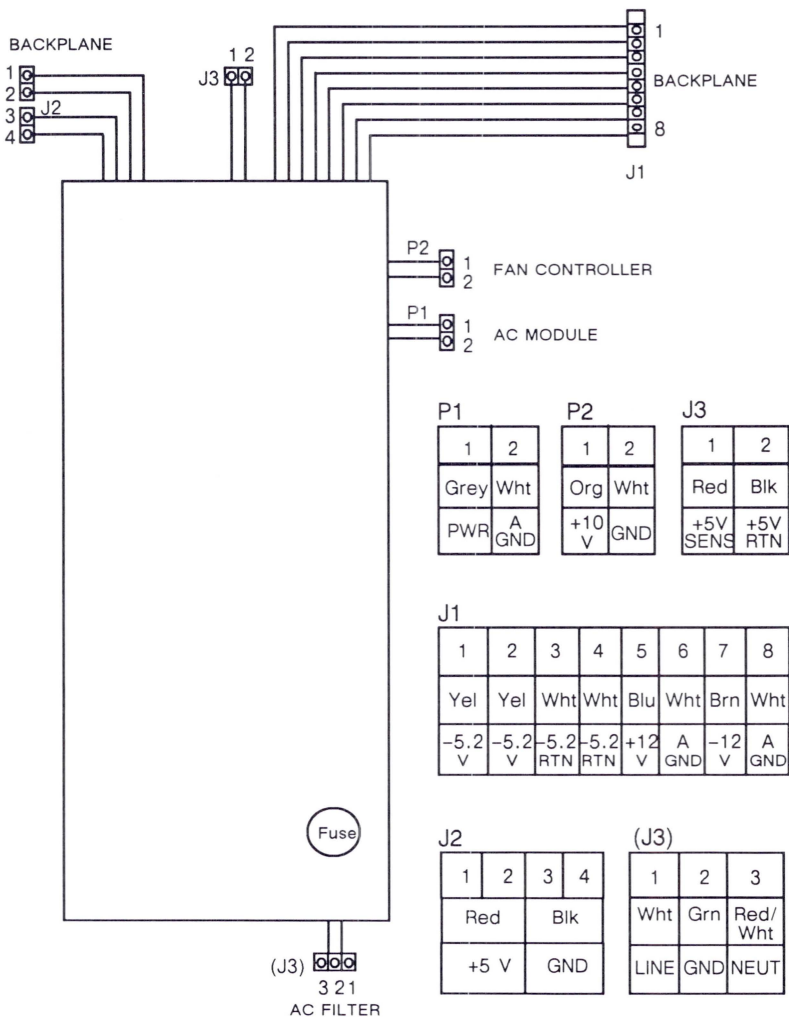 BACKPLANE
1
2
3 J2
4
1 2
J3
1
BACKPLANE
8
J1
P2
1
2
FAN CONTROLLER
P1
1
2
AC MODULE
P1
1 2
Grey Wht
PWR A GND
P2
1 2
Org Wht
+10 V GND
J3
1 2
Red Blk
+5V SENS +5V RTN
J1
1 2 3 4 5 6 7 8
Yel Yel Wht Wht Blu Wht Brn Wht
-5.2 V -5.2 V -5.2 RTN -5.2 RTN +12 V A GND -12 V A GND
Fuse
J2
1 2 3 4
Red Blk
+5 V GND
(J3)
1 2 3
Wht Grn Red/Wht
LINE GND NEUT
(J3)
3 2 1
AC FILTER